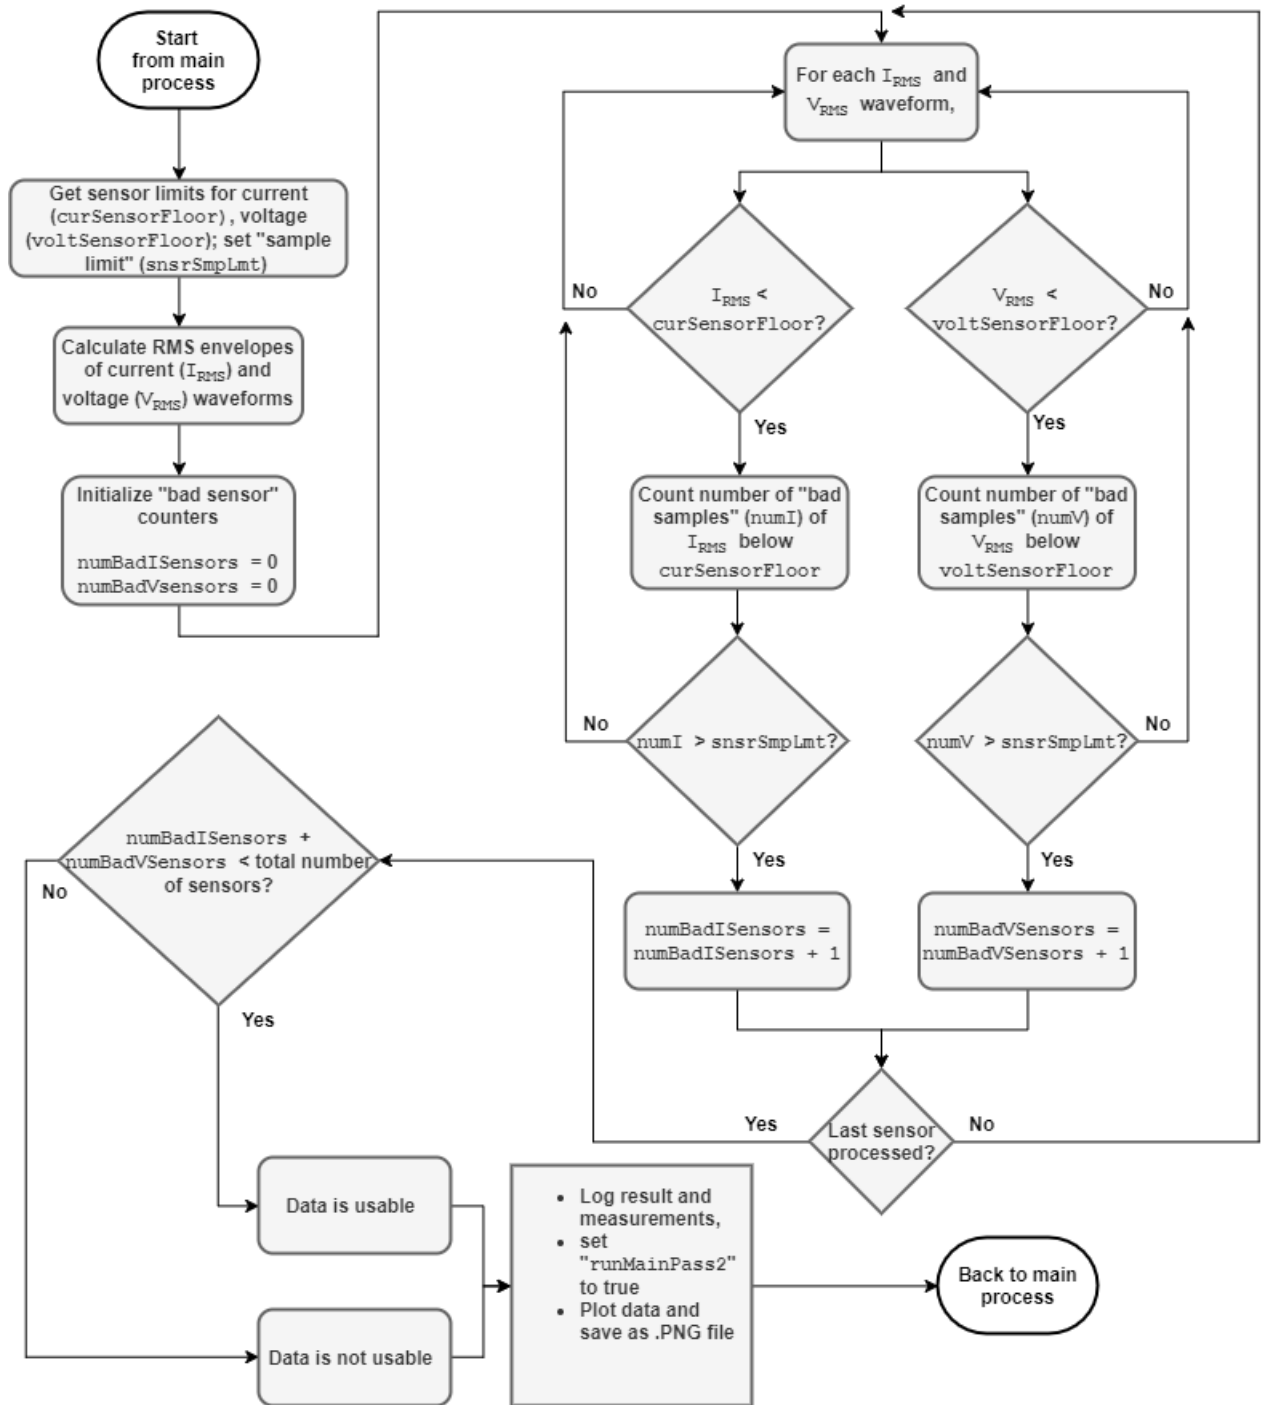 Start
from main
process
Get sensor limits for current
(curSensorFloor), voltage
(voltSensorFloor); set "sample
limit" (snsrSmpLmt)
Calculate RMS envelopes
of current (IRMS) and
voltage (VRMS) waveforms
Initialize "bad sensor"
counters
numBadISensors = 0
numBadVsensors = 0
For each IRMS and
VRMS waveform,
No
IRMS <
curSensorFloor?
VRMS <
voltSensorFloor?
No
Yes
Yes
Count number of "bad
samples" (numI) of
IRMS below
curSensorFloor
Count number of "bad
samples" (numV) of
VRMS below
voltSensorFloor
No
numI > snsrSmpLmt?
numV > snsrSmpLmt?
No
Yes
Yes
numBadISensors =
numBadISensors + 1
numBadVSensors =
numBadVSensors + 1
Last sensor
processed?
Yes
No
numBadISensors +
numBadVSensors < total number
of sensors?
No
Yes
Data is usable
Data is not usable
• Log result and
measurements,
• set
"runMainPass2"
to true
• Plot data and
save as .PNG file
Back to main
process